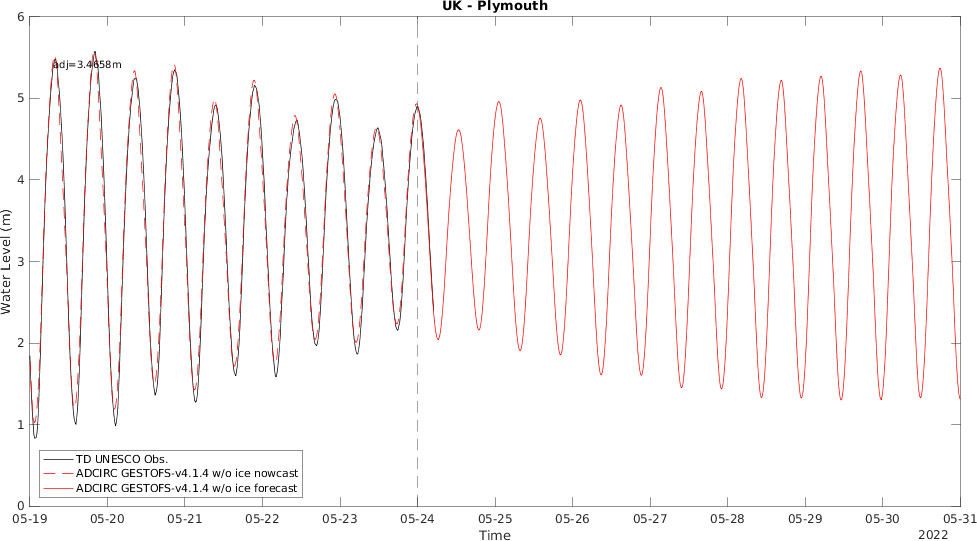 UK - Plymouth
6
5
4
3
2
1
0
Water Level (m)
adj=3.4658m
TD UNESCO Obs.
ADCIRC GESTOFS-v4.1.4 w/o ice nowcast
ADCIRC GESTOFS-v4.1.4 w/o ice forecast
05-19 05-20 05-21 05-22 05-23 05-24 05-25 05-26 05-27 05-28 05-29 05-30 05-31
Time
2022